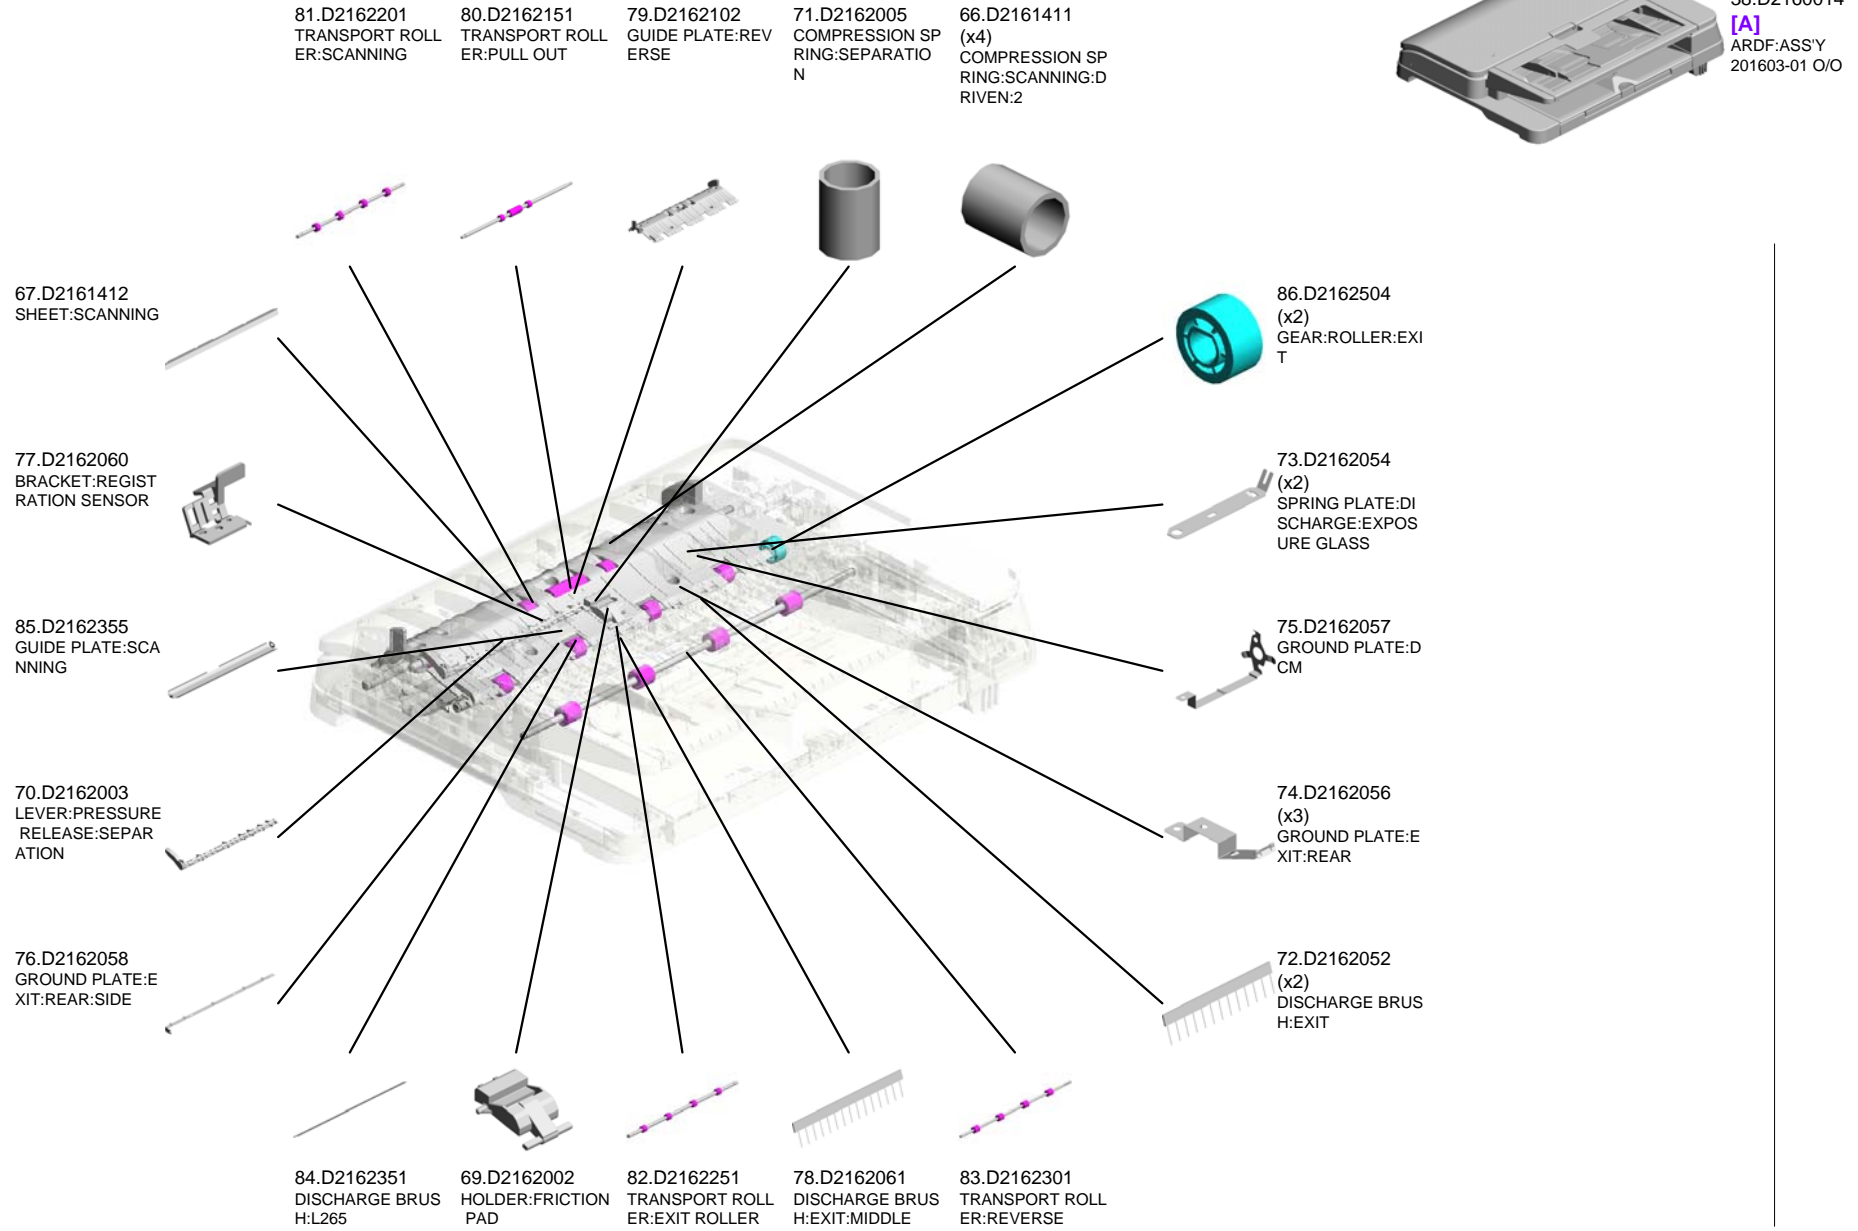 81.D2162201
TRANSPORT ROLL
ER:SCANNING
80.D2162151
TRANSPORT ROLL
ER:PULL OUT
79.D2162102
GUIDE PLATE:REV
ERSE
71.D2162005
COMPRESSION SP
RING:SEPARATIO
N
66.D2161411
(x4)
COMPRESSION SP
RING:SCANNING:D
RIVEN:2
[A]
ARDF:ASS'Y
201603-01 O/O
67.D2161412
SHEET:SCANNING
86.D2162504
(x2)
GEAR:ROLLER:EXI
T
77.D2162060
BRACKET:REGIST
RATION SENSOR
73.D2162054
(x2)
SPRING PLATE:DI
SCHARGE:EXPOS
URE GLASS
85.D2162355
GUIDE PLATE:SCA
NNING
75.D2162057
GROUND PLATE:D
CM
70.D2162003
LEVER:PRESSURE
RELEASE:SEPAR
ATION
74.D2162056
(x3)
GROUND PLATE:E
XIT:REAR
76.D2162058
GROUND PLATE:E
XIT:REAR:SIDE
72.D2162052
(x2)
DISCHARGE BRUS
H:EXIT
84.D2162351
DISCHARGE BRUS
H:L265
69.D2162002
HOLDER:FRICTION
PAD
82.D2162251
TRANSPORT ROLL
ER:EXIT ROLLER
78.D2162061
DISCHARGE BRUS
H:EXIT:MIDDLE
83.D2162301
TRANSPORT ROLL
ER:REVERSE